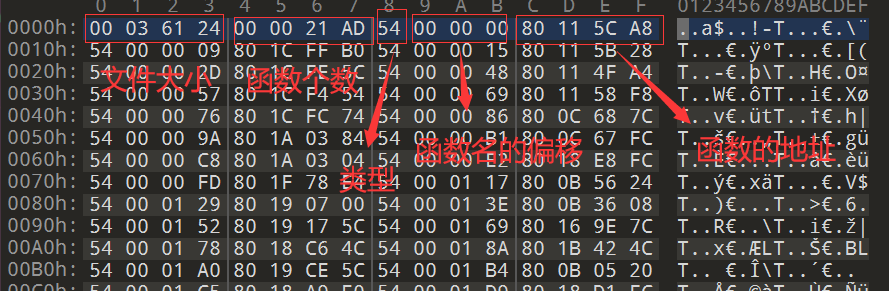 0 1 2 3 4 5 6 7 8 9 A B C D E F 0123456789ABCDEF
0000h: 00 03 61 24 00 00 21 AD 54 00 00 00 80 11 5C A8 ..a$..!-T...€.\¨
0010h: 54 00 00 09 80 1C FF B0 54 00 00 15 80 11 5B 28 T...€.ÿ°T...€.[(
0020h: 54 00 00 2D 80 FE 5C 54 00 00 48 80 11 4F A4 T..-€.þ\T..H€.O¤
文件大小 函数个数
0030h: 54 00 00 57 80 1C F4 54 54 00 00 69 80 11 58 F8 T..W€.ôTT..i€.Xø
0040h: 54 00 00 76 80 1C FC 74 54 00 00 86 80 0C 68 7C T..v€.ütT..†€.h|
0050h: 54 00 00 9A 80 1A 03 84 54 00 00 B1 80 0C 67 FC gü
函数名的偏移 函数的地址
0060h: 54 00 00 C8 80 1A 03 04 54 00 00 E2 80 E8 FC èü
类型
0070h: 54 00 00 FD 80 1F 78 E4 54 00 01 17 80 0B 56 24 T..ý€.xäT...€.V$
0080h: 54 00 01 29 80 19 07 00 54 00 01 3E 80 0B 36 08 T..)€...T..>€.6.
0090h: 54 00 01 52 80 19 17 5C 54 00 01 69 80 16 9E 7C T..R€..\T..i€.ž|
00A0h: 54 00 01 78 80 18 C6 4C 54 00 01 8A 80 1B 42 4C T..x€.ÆLT..Š€.BL
00B0h: 54 00 01 A0 80 19 CE 5C 54 00 01 B4 80 0B 05 20 T.. €.Î\T..´€..